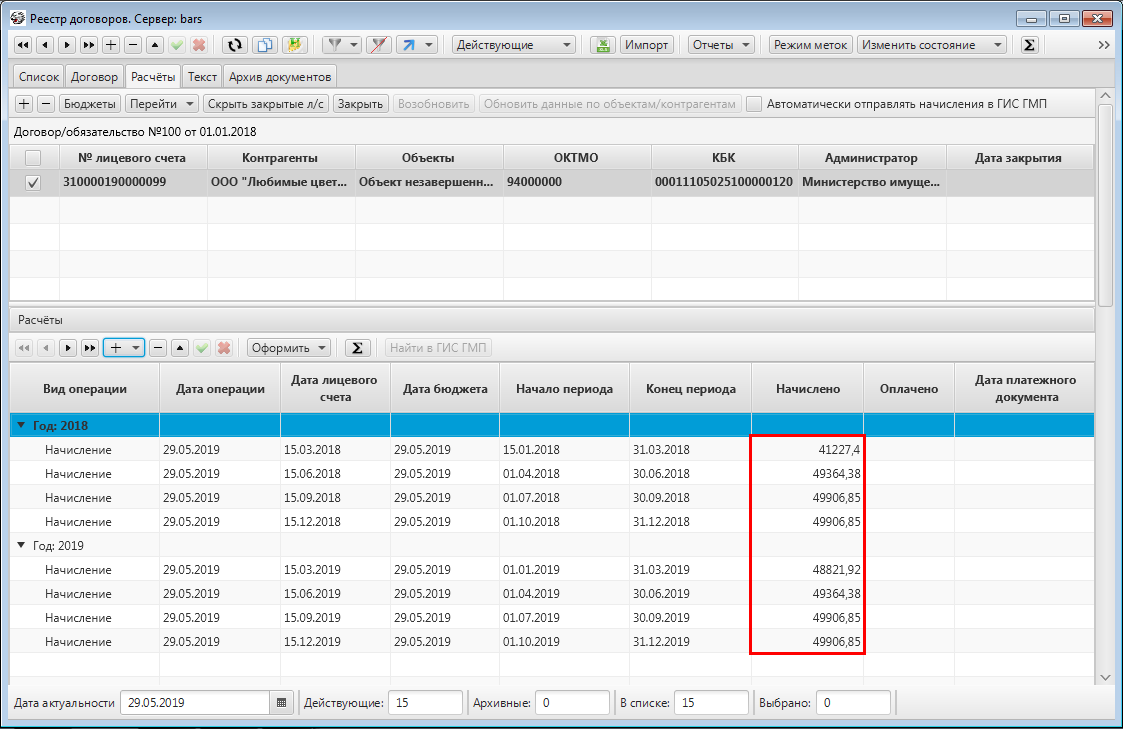 Реестр договоров. Сервер: bars
Действующие Импорт Отчеты Режим меток Изменить состояние Σ
Список Договор Расчёты Текст Архив документов
Бюджеты Перейти Скрыть закрытые л/с Закрыть Возобновить Обновить данные по объектам/контрагентам Автоматически отправлять начисления в ГИС ГМП
Договор/обязательство №100 от 01.01.2018
№ лицевого счета Контрагенты Объекты ОКТМО КБК Администратор Дата закрытия
310000190000099 ООО "Любимые цвет... Объект незавершенн... 94000000 00011105025100000120 Министерство имуще...
Расчёты
Оформить Σ Найти в ГИС ГМП
Вид операции Дата операции Дата лицевого счета Дата бюджета Начало периода Конец периода Начислено Оплачено Дата платежного документа
Год: 2018
Начисление 29.05.2019 15.03.2018 29.05.2019 15.01.2018 31.03.2018 41227,4
Начисление 29.05.2019 15.06.2018 29.05.2019 01.04.2018 30.06.2018 49364,38
Начисление 29.05.2019 15.09.2018 29.05.2019 01.07.2018 30.09.2018 49906,85
Начисление 29.05.2019 15.12.2018 29.05.2019 01.10.2018 31.12.2018 49906,85
Год: 2019
Начисление 29.05.2019 15.03.2019 29.05.2019 01.01.2019 31.03.2019 48821,92
Начисление 29.05.2019 15.06.2019 29.05.2019 01.04.2019 30.06.2019 49364,38
Начисление 29.05.2019 15.09.2019 29.05.2019 01.07.2019 30.09.2019 49906,85
Начисление 29.05.2019 15.12.2019 29.05.2019 01.10.2019 31.12.2019 49906,85
Дата актуальности 29.05.2019 Действующие: 15 Архивные: 0 В списке: 15 Выбрано: 0